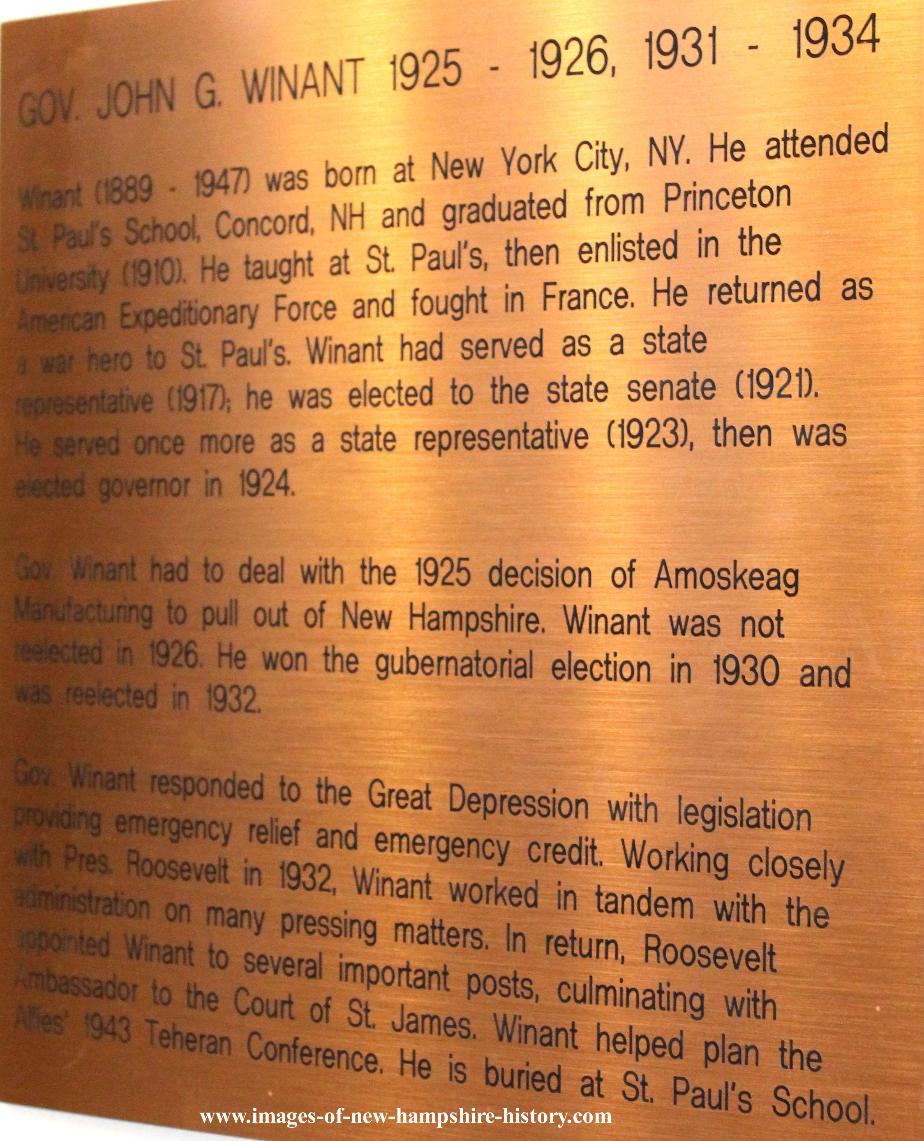 GOV. JOHN G. WINANT 1925 - 1926, 1931 - 1934
Winant (1889 - 1947) was born at New York City, NY. He attended
St. Paul's School, Concord, NH and graduated from Princeton
University (1910). He taught at St. Paul's, then enlisted in the
American Expeditionary Force and fought in France. He returned as
a war hero to St. Paul's. Winant had served as a state
representative (1917); he was elected to the state senate (1921).
He served once more as a state representative (1923), then was
elected governor in 1924.
Gov. Winant had to deal with the 1925 decision of Amoskeag
Manufacturing to pull out of New Hampshire. Winant was not
reelected in 1926. He won the gubernatorial election in 1930 and
was reelected in 1932.
Gov. Winant responded to the Great Depression with legislation
providing emergency relief and emergency credit. Working closely
with Pres. Roosevelt in 1932, Winant worked in tandem with the
administration on many pressing matters. In return, Roosevelt
appointed Winant to several important posts, culminating with
Ambassador to the Court of St. James. Winant helped plan the
Allies' 1943 Teheran Conference. He is buried at St. Paul's School.
www.images-of-new-hampshire-history.com